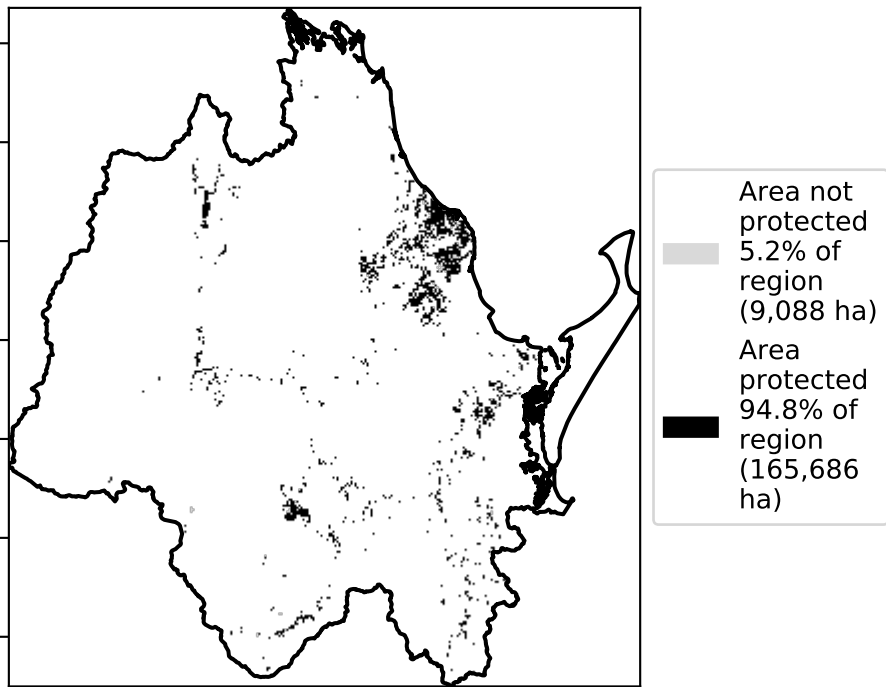 Area not
protected
5.2% of
region
(9,088 ha)
Area
protected
94.8% of
region
(165,686
ha)